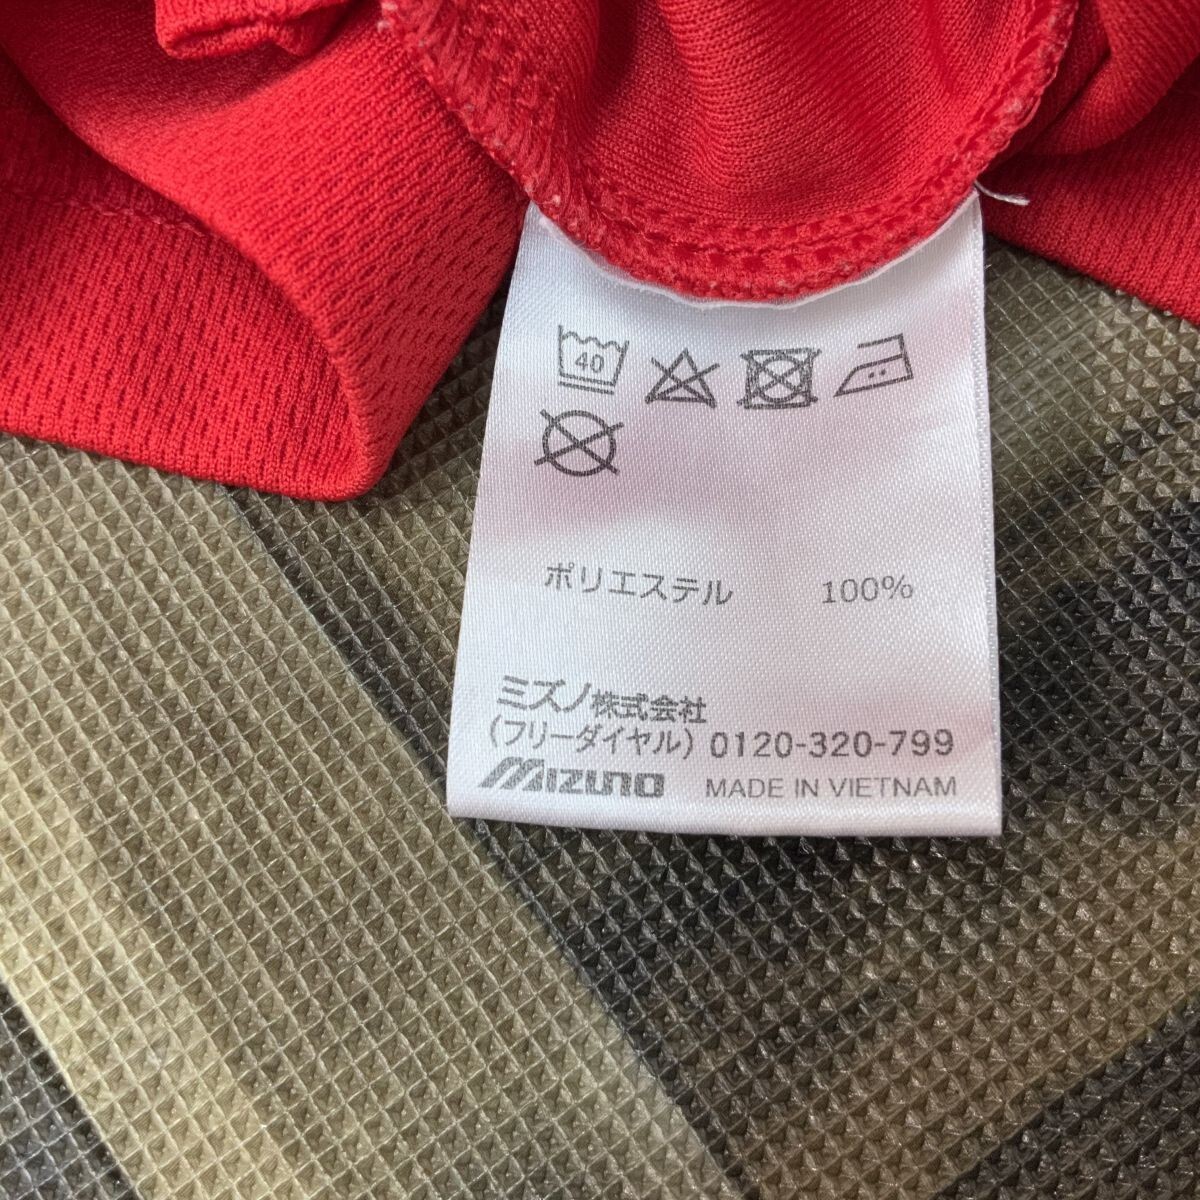 40
ポリエステル 100%
ミズノ株式会社
(フリーダイヤル) 0120-320-799
MIZUNO MADE IN VIETNAM